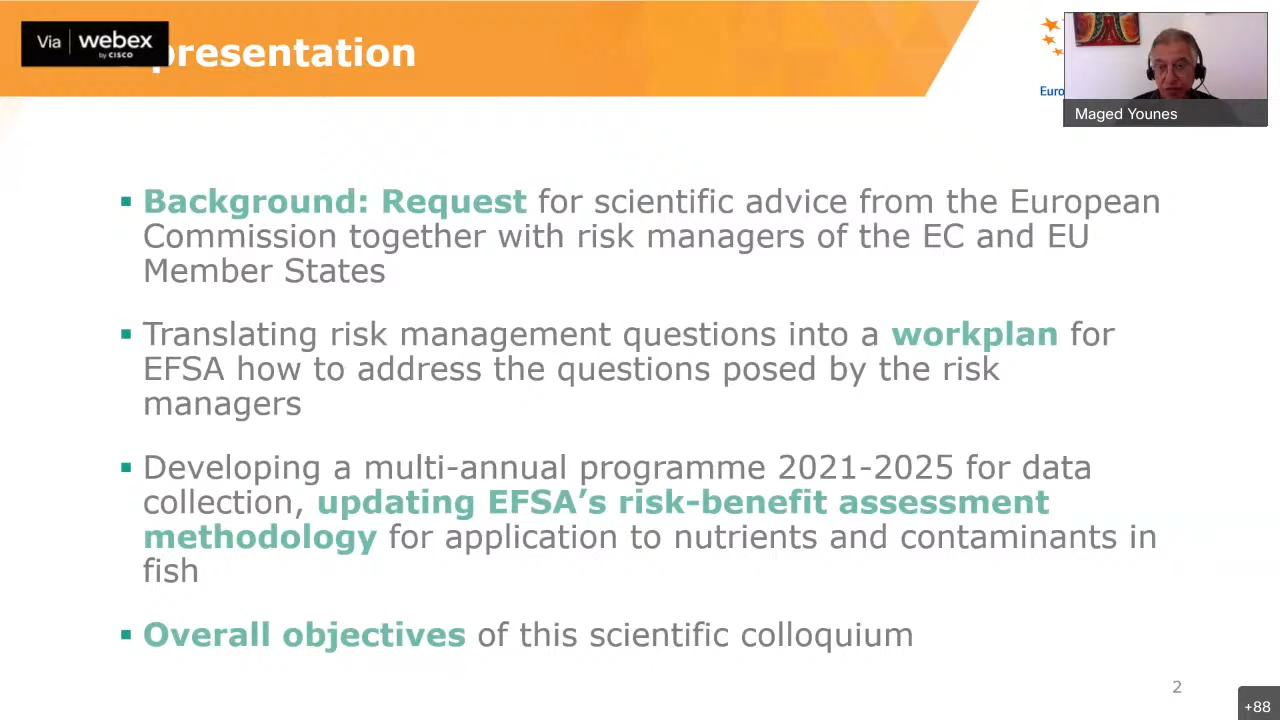 Via webex
by CISCO
presentation
Euro
Maged Younes
Background: Request for scientific advice from the European
Commission together with risk managers of the EC and EU
Member States
Translating risk management questions into a workplan for
EFSA how to address the questions posed by the risk
managers
Developing a multi-annual programme 2021-2025 for data
collection, updating EFSA’s risk-benefit assessment
methodology for application to nutrients and contaminants in
fish
Overall objectives of this scientific colloquium
2
+88